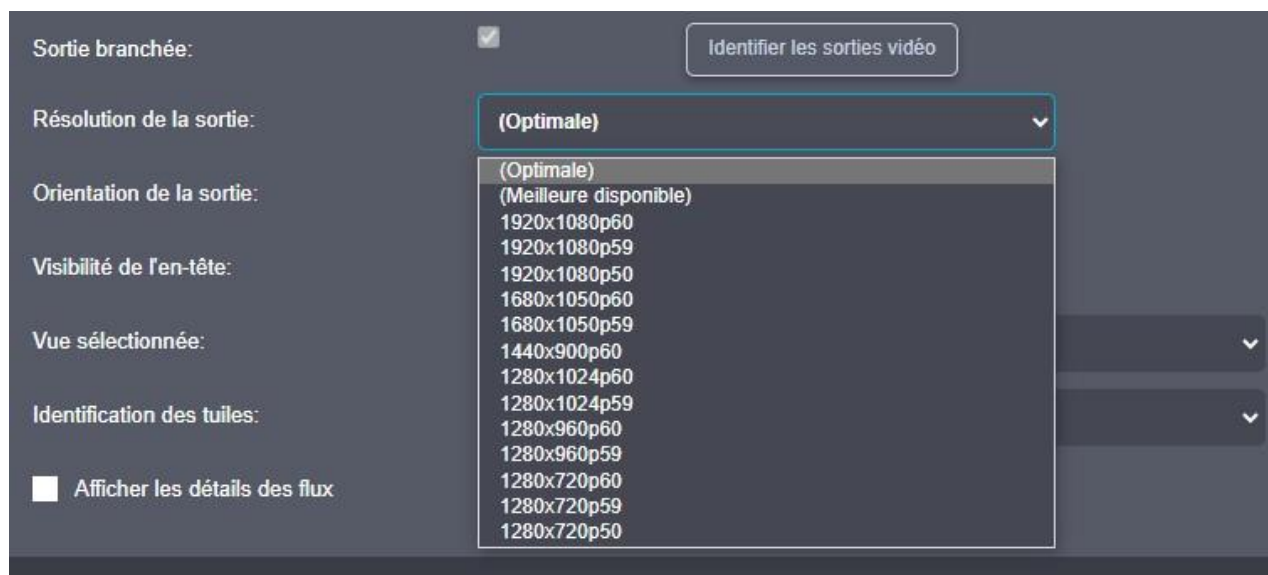 Sortie branchée:
Identifier les sorties vidéo
Résolution de la sortie:
(Optimale)
(Optimale)
(Meilleure disponible)
1920x1080p60
1920x1080p59
1920x1080p50
1680x1050p60
1680x1050p59
1440x900p60
1280x1024p60
1280x1024p59
1280x960p60
1280x960p59
1280x720p60
1280x720p59
1280x720p50
Orientation de la sortie:
Visibilité de l'en-tête:
Vue sélectionnée:
Identification des tuiles:
Afficher les détails des flux